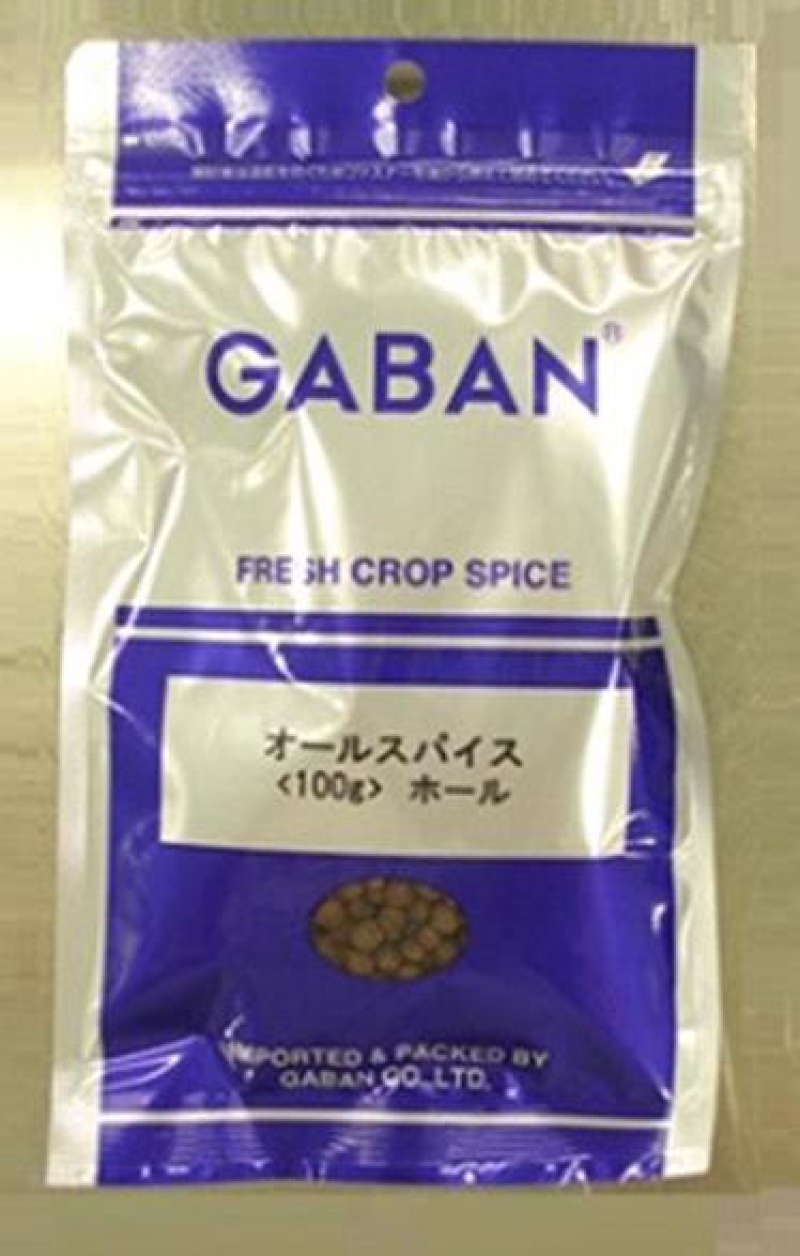 GABAN®
FRESH CROP SPICE
オールスパイス
<100g> ホール
IMPORTED & PACKED BY
GABAN CO.,LTD.